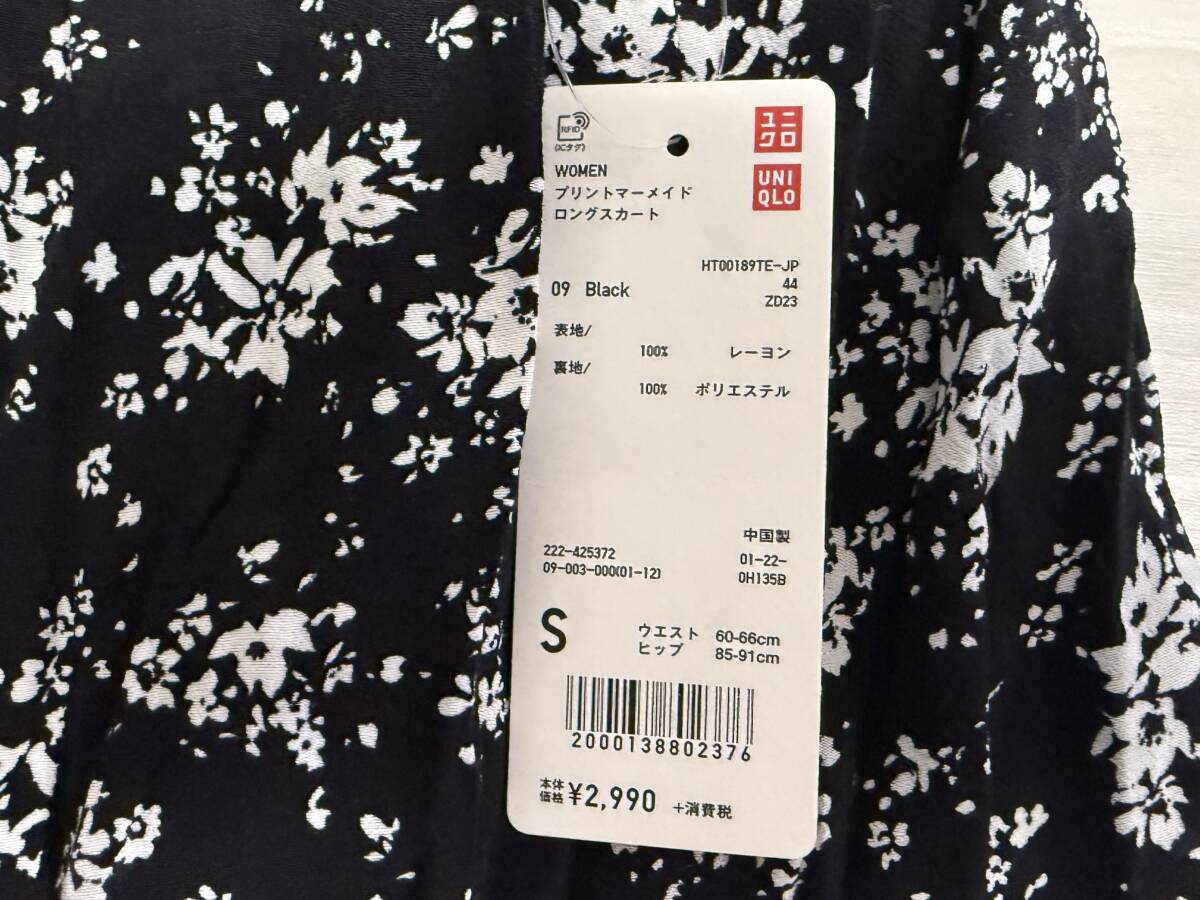 RFID
(ICタグ)
ユニ
クロ
UNI
QLO
WOMEN
プリントマーメイド
ロングスカート
HT00189TE-JP
44
ZD23
09 Black
表地/
100% レーヨン
裏地/
100% ポリエステル
中国製
222-425372
09-003-000(01-12)
01-22-
0H135B
S
ウエスト 60-66cm
ヒップ 85-91cm
2000138802376
本体
価格 ¥2,990 +消費税